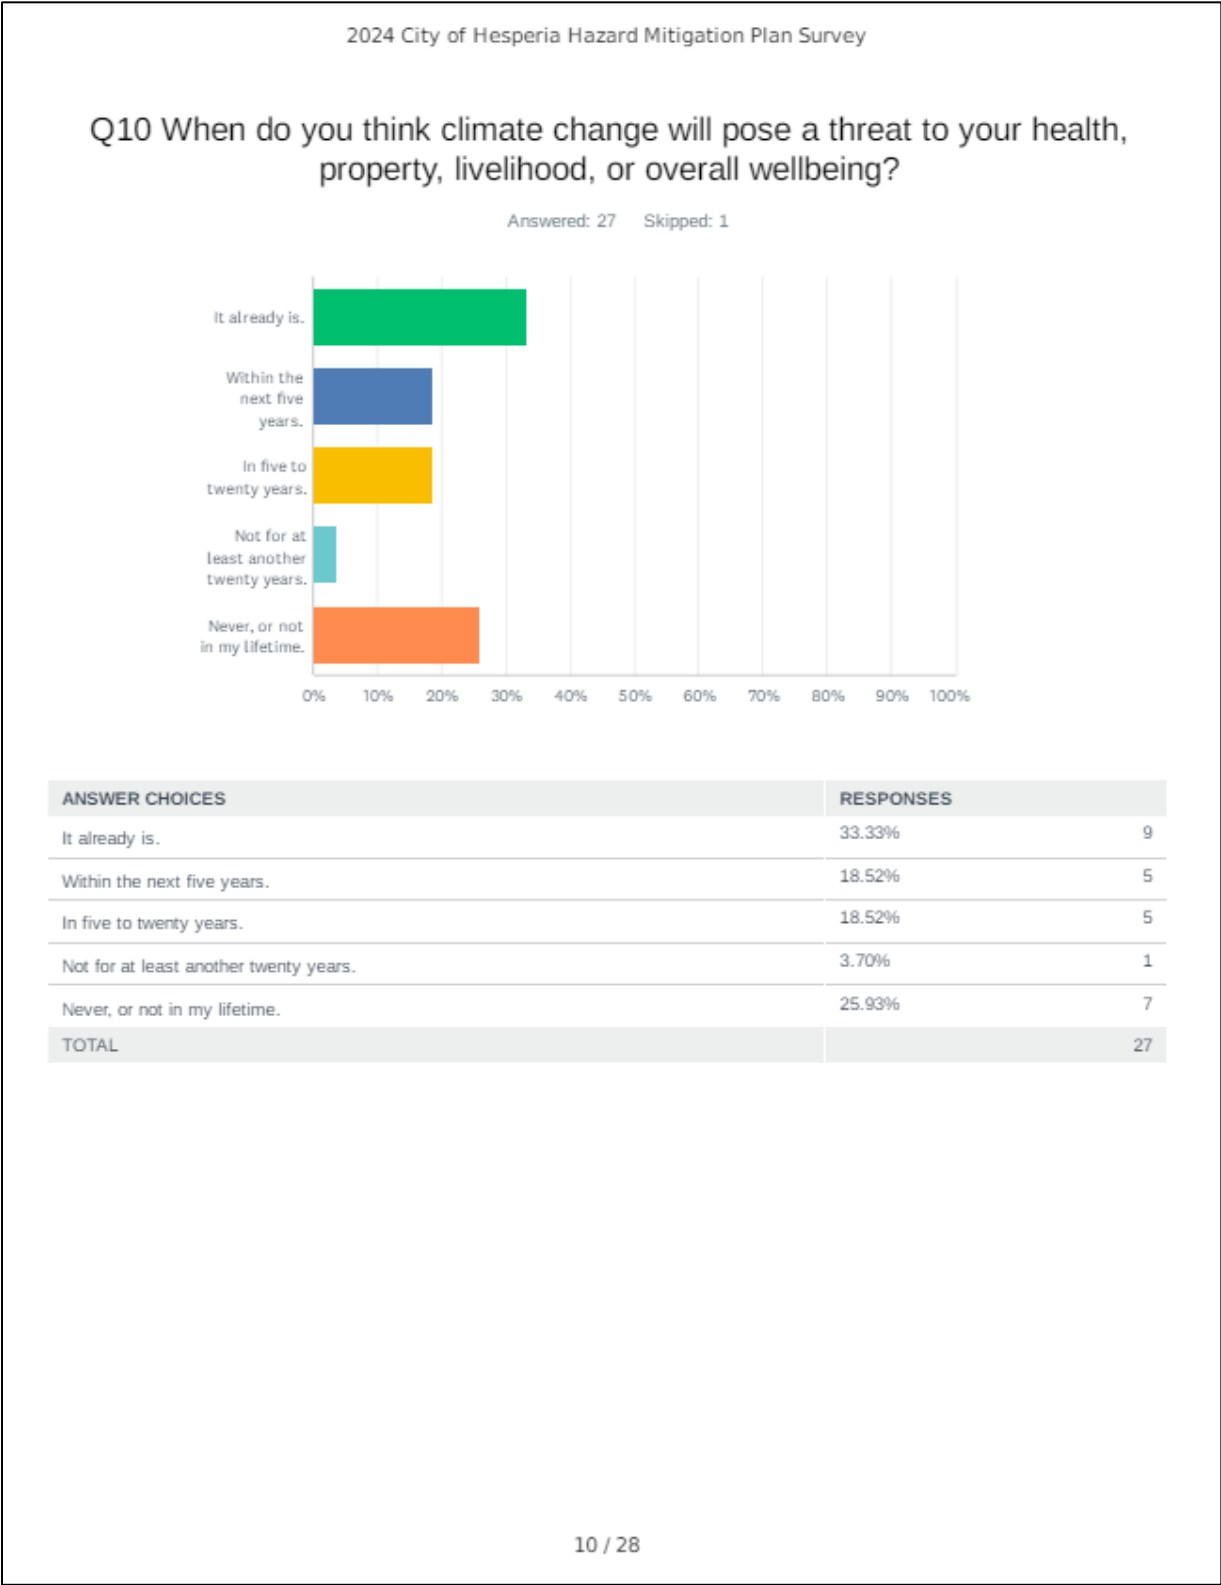 2024 City of Hesperia Hazard Mitigation Plan Survey
Q10 When do you think climate change will pose a threat to your health,
property, livelihood, or overall wellbeing?
Answered: 27 Skipped: 1
It already is.
Within the
next five
years.
In five to
twenty years.
Not for at
least another
twenty years.
Never, or not
in my lifetime.
0% 10% 20% 30% 40% 50% 60% 70% 80% 90% 100%
ANSWER CHOICES RESPONSES
It already is. 33.33% 9
Within the next five years. 18.52% 5
In five to twenty years. 18.52% 5
Not for at least another twenty years. 3.70% 1
Never, or not in my lifetime. 25.93% 7
TOTAL 27
10 / 28